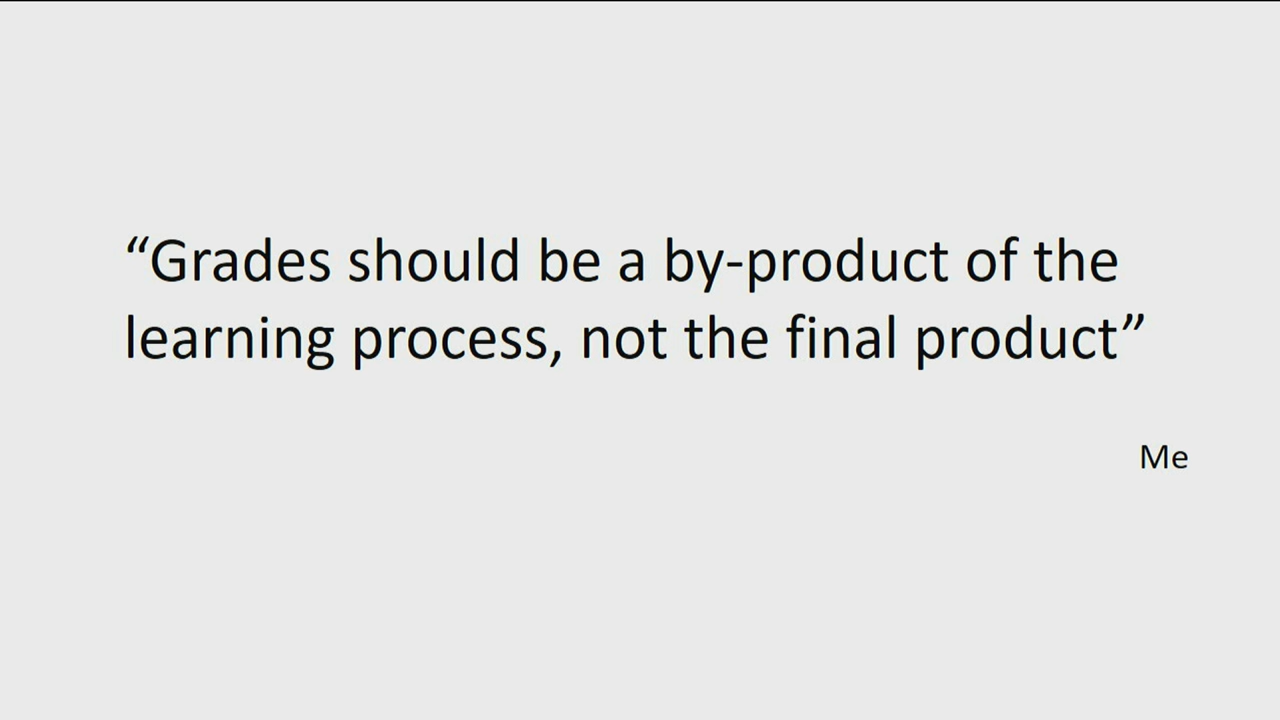 “Grades should be a by-product of the
learning process, not the final product”
Me